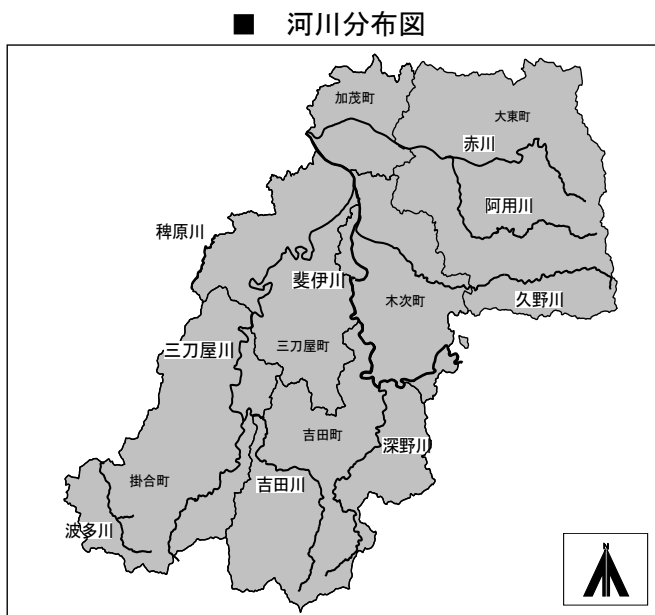 ■ 河川分布図
加茂町
大東町
赤川
阿用川
稗原川
斐伊川
久野川
木次町
三刀屋町
三刀屋川
吉田町
深野川
掛合町
吉田川
波多川
N